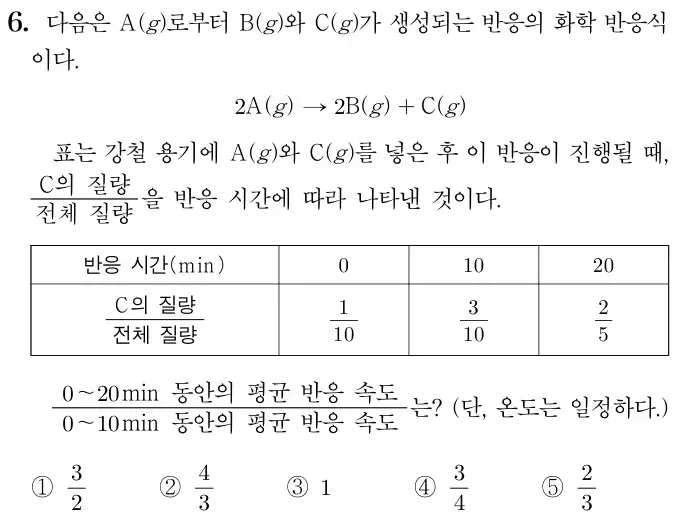 6. 다음은 A(g)로부터 B(g)와 C(g)가 생성되는 반응의 화학 반응식
이다.
2A(g) → 2B(g) + C(g)
표는 강철 용기에 A(g)와 C(g)를 넣은 후 이 반응이 진행될 때,
C의 질량/전체 질량 을 반응 시간에 따라 나타낸 것이다.
반응 시간(min) 0 10 20
C의 질량/전체 질량 1/10 3/10 2/5
0~20min 동안의 평균 반응 속도/0~10min 동안의 평균 반응 속도 는? (단, 온도는 일정하다.)
① 3/2 ② 4/3 ③ 1 ④ 3/4 ⑤ 2/3